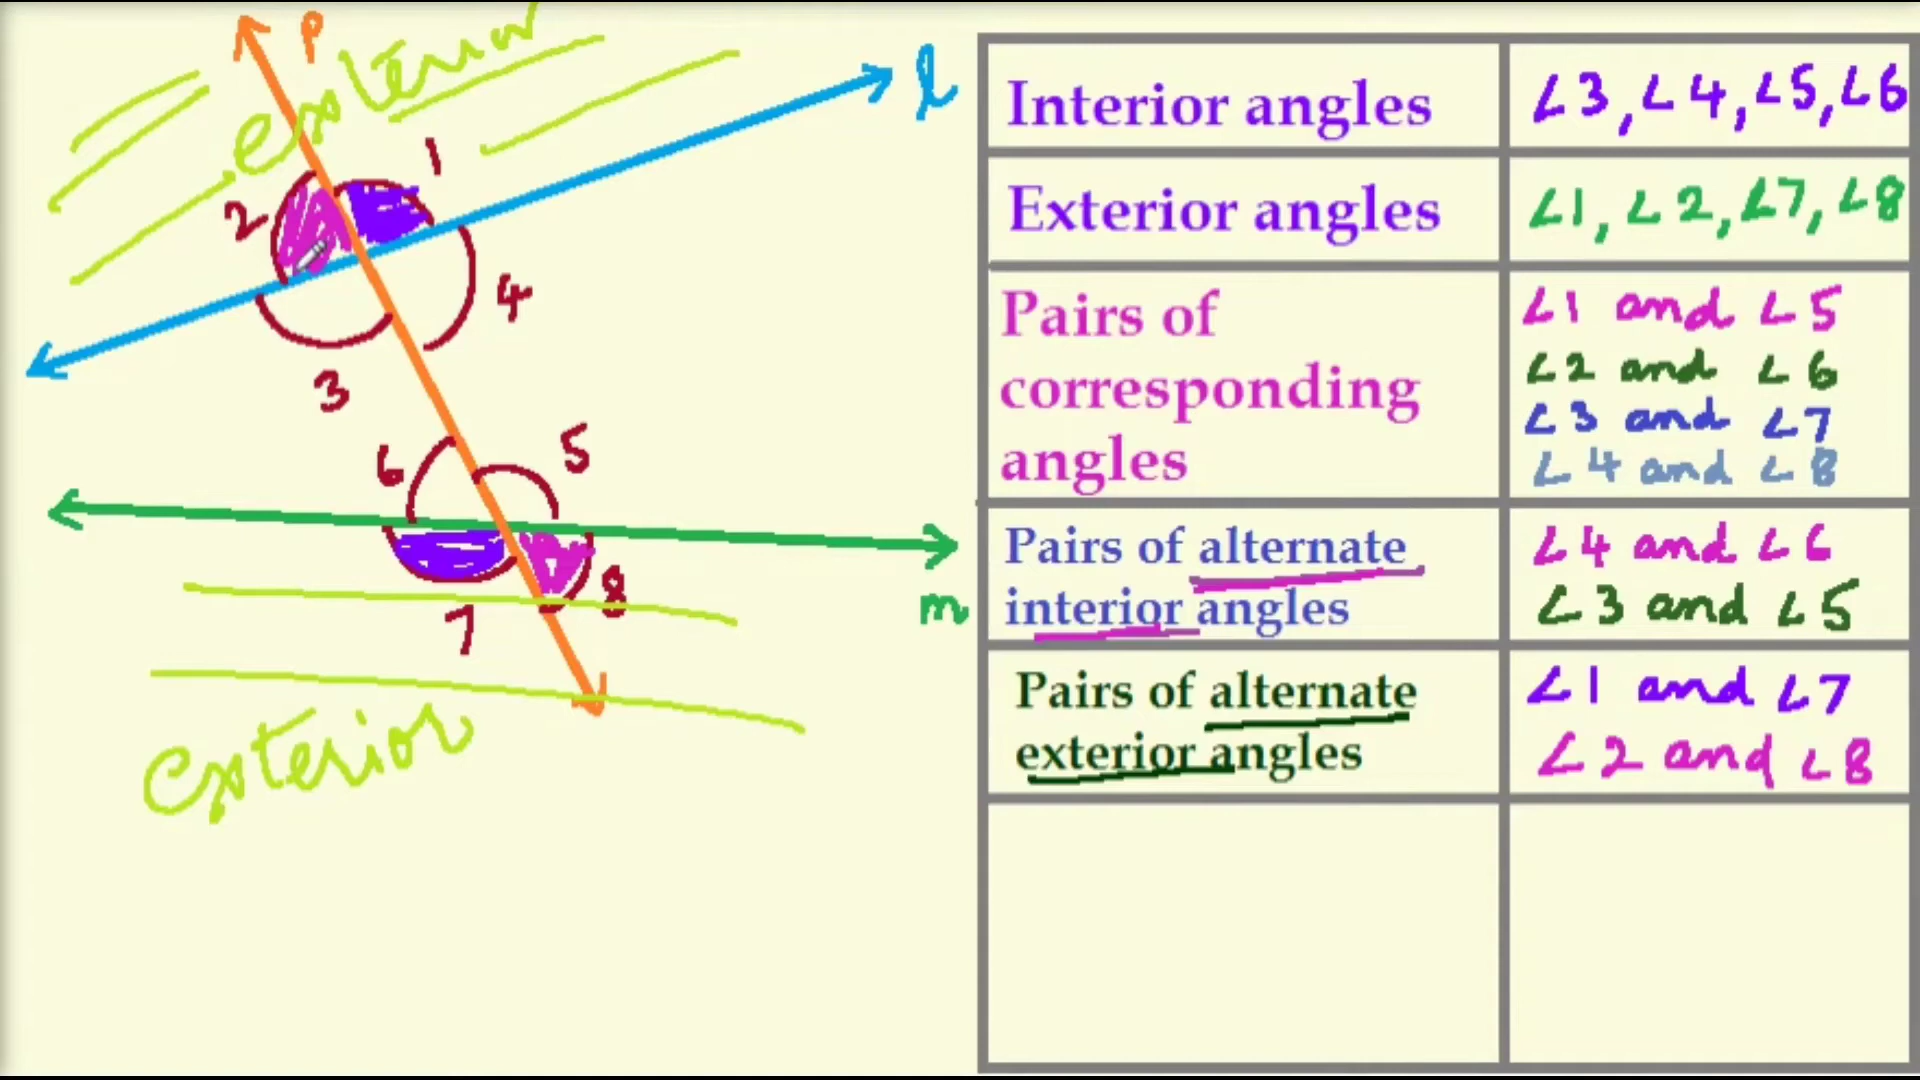 p
exterior
l
1
2
4
3
6
5
7
8
m
exterior
Interior angles
∠3, ∠4, ∠5, ∠6
Exterior angles
∠1, ∠2, ∠7, ∠8
Pairs of
corresponding
angles
∠1 and ∠5
∠2 and ∠6
∠3 and ∠7
∠4 and ∠8
Pairs of alternate
interior angles
∠4 and ∠6
∠3 and ∠5
Pairs of alternate
exterior angles
∠1 and ∠7
∠2 and ∠8